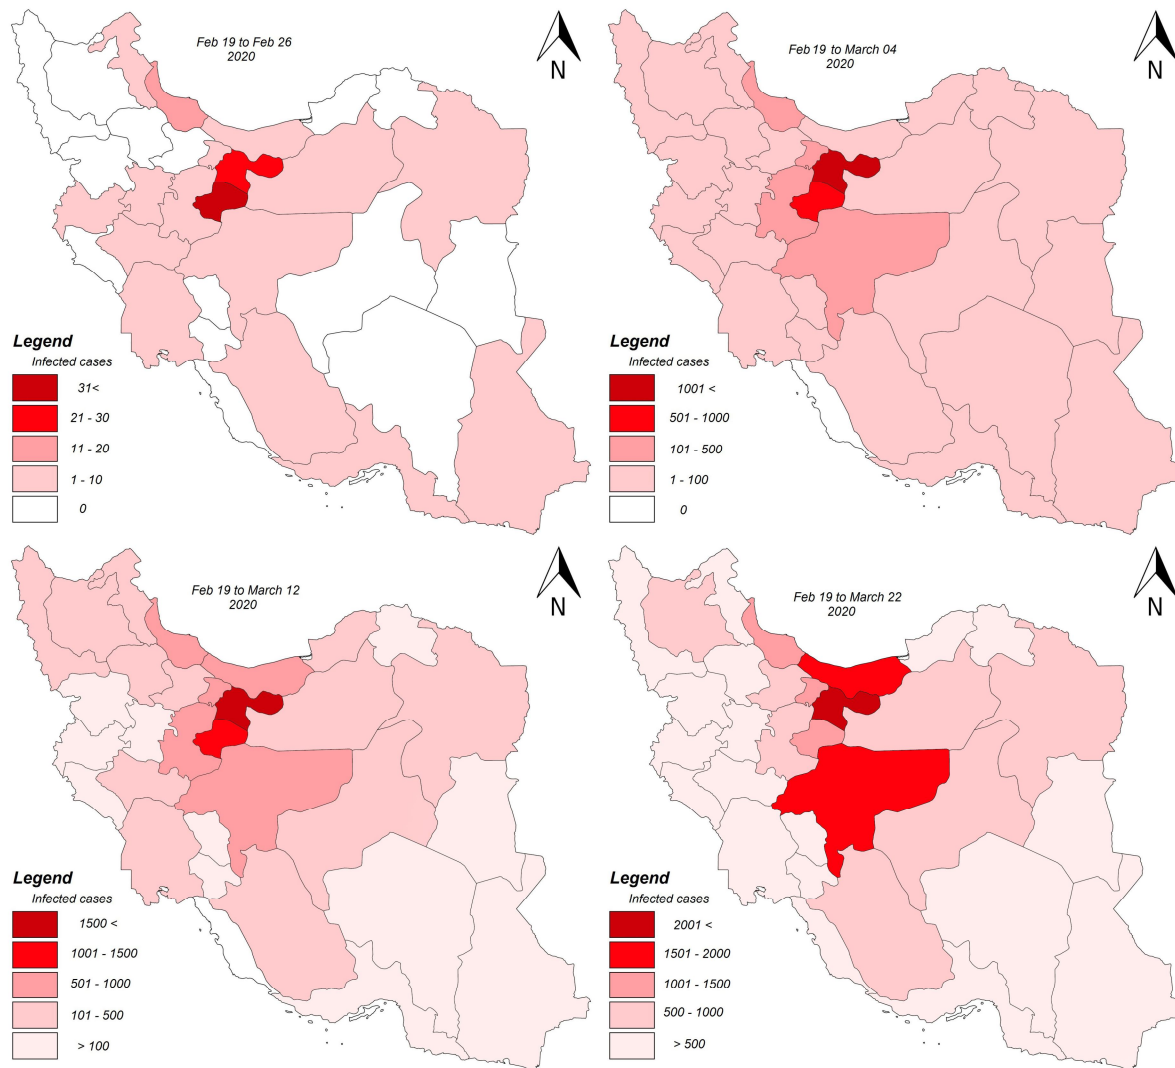 Feb 19 to Feb 26
2020
N
Legend
Infected cases
31<
21 - 30
11 - 20
1 - 10
0
Feb 19 to March 04
2020
N
Legend
Infected cases
1001 <
501 - 1000
101 - 500
1 - 100
0
Feb 19 to March 12
2020
N
Legend
Infected cases
1500 <
1001 - 1500
501 - 1000
101 - 500
> 100
Feb 19 to March 22
2020
N
Legend
Infected cases
2001 <
1501 - 2000
1001 - 1500
500 - 1000
> 500